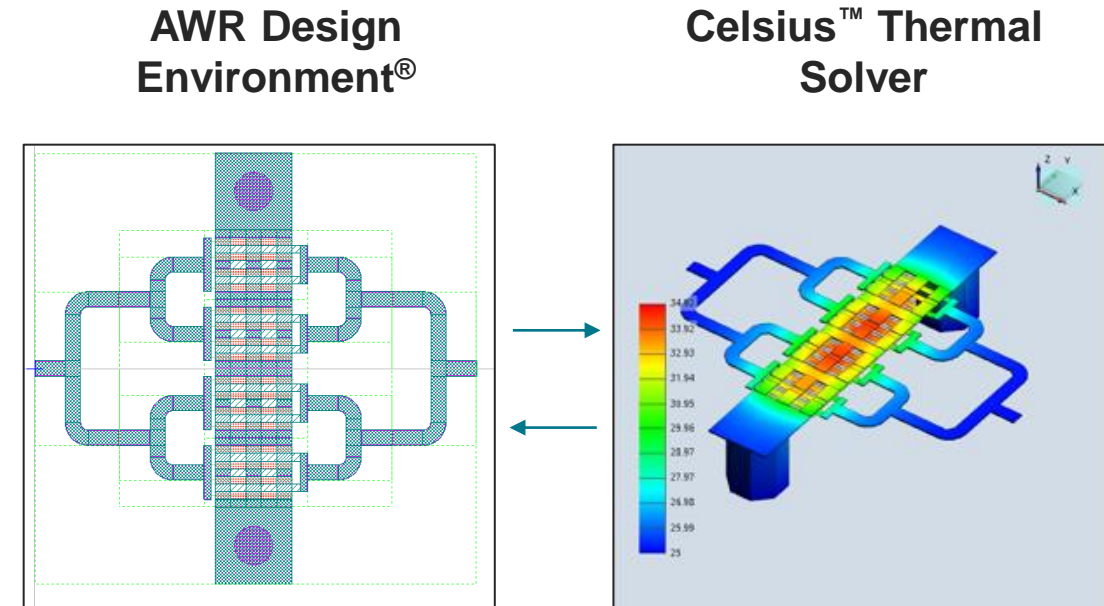 AWR Design
Environment®
Celsius™ Thermal
Solver
Z Y
X
33.92
32.93
31.94
30.95
29.96
28.97
27.97
26.98
25.99
25